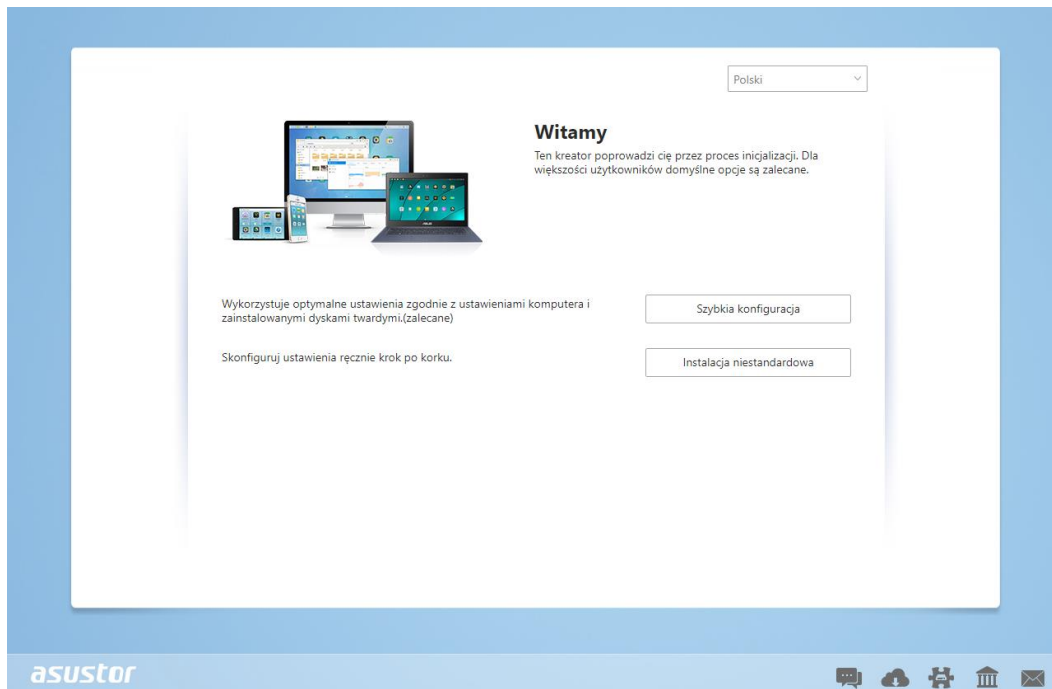 Polski
Witamy
Ten kreator poprowadzi cię przez proces inicjalizacji. Dla
większości użytkowników domyślne opcje są zalecane.
Wykorzystuje optymalne ustawienia zgodnie z ustawieniami komputera i
zainstalowanymi dyskami twardymi.(zalecane)
Szybkia konfiguracja
Skonfiguruj ustawienia ręcznie krok po korku.
Instalacja niestandardowa
asustor